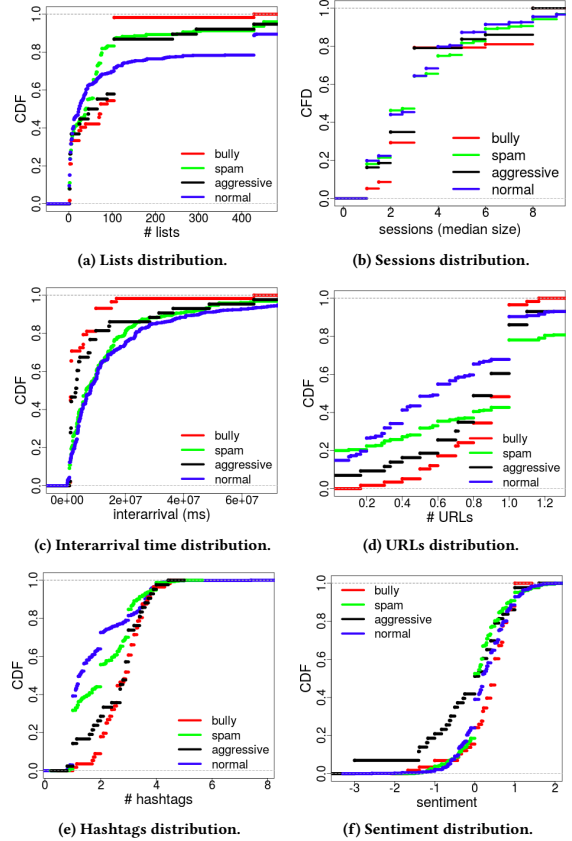 CDF
0.0 0.2 0.4 0.6 0.8 1.0
bully
spam
aggressive
normal
0 100 200 300 400
# lists
(a) Lists distribution.
CFD
0.0 0.2 0.4 0.6 0.8 1.0
bully
spam
aggressive
normal
0 2 4 6 8
sessions (median size)
(b) Sessions distribution.
CDF
0.0 0.2 0.4 0.6 0.8 1.0
bully
spam
aggressive
normal
0e+00 2e+07 4e+07 6e+07
interarrival (ms)
(c) Interarrival time distribution.
CDF
0.0 0.2 0.4 0.6 0.8 1.0
bully
spam
aggressive
normal
0.2 0.4 0.6 0.8 1.0 1.2
# URLs
(d) URLs distribution.
CDF
0.0 0.2 0.4 0.6 0.8 1.0
bully
spam
aggressive
normal
0 2 4 6 8
# hashtags
(e) Hashtags distribution.
CDF
0.0 0.2 0.4 0.6 0.8 1.0
bully
spam
aggressive
normal
-3 -2 -1 0 1 2
sentiment
(f) Sentiment distribution.